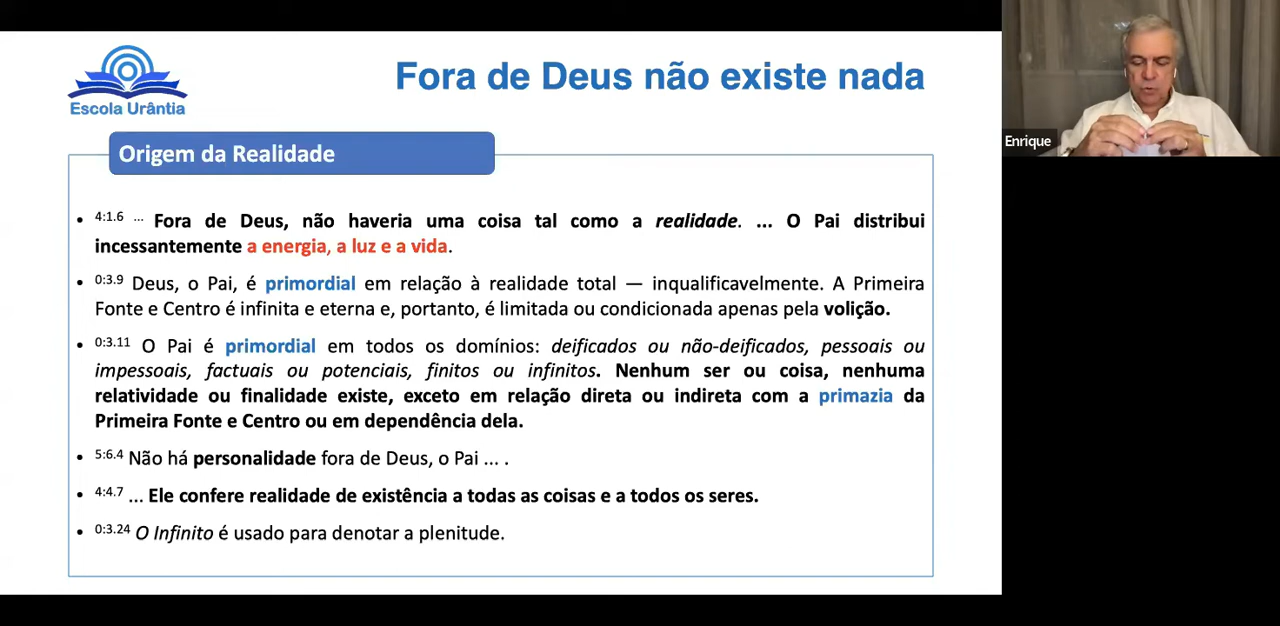 Escola Urântia
Fora de Deus não existe nada
Enrique
Origem da Realidade
• 4:1.6 ... Fora de Deus, não haveria uma coisa tal como a realidade. ... O Pai distribui
incessantemente a energia, a luz e a vida.
• 0:3.9 Deus, o Pai, é primordial em relação à realidade total — inqualificavelmente. A Primeira
Fonte e Centro é infinita e eterna e, portanto, é limitada ou condicionada apenas pela volição.
• 0:3.11 O Pai é primordial em todos os domínios: deificados ou não-deificados, pessoais ou
impessoais, factuais ou potenciais, finitos ou infinitos. Nenhum ser ou coisa, nenhuma
relatividade ou finalidade existe, exceto em relação direta ou indireta com a primazia da
Primeira Fonte e Centro ou em dependência dela.
• 5:6.4 Não há personalidade fora de Deus, o Pai ... .
• 4:4.7 ... Ele confere realidade de existência a todas as coisas e a todos os seres.
• 0:3.24 O Infinito é usado para denotar a plenitude.